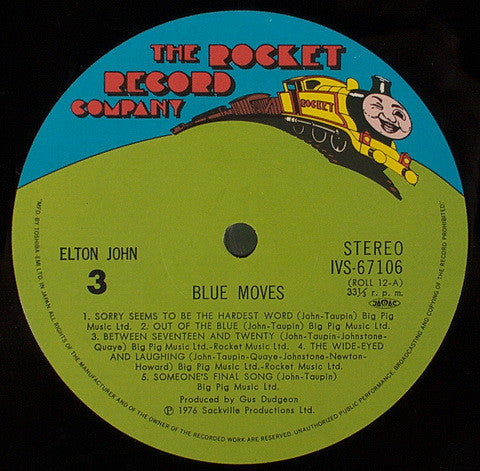 THE ROCKET
RECORD
COMPANY
ROCKET
ELTON JOHN
3
BLUE MOVES
STEREO
IVS-67106
(ROLL 12-A)
33⅓ r. p. m.
1. SORRY SEEMS TO BE THE HARDEST WORD (John-Taupin) Big Pig
Music Ltd. 2. OUT OF THE BLUE (John-Taupin) Big Pig Music Ltd.
3. BETWEEN SEVENTEEN AND TWENTY (John-Taupin-Johnstone-
Quaye) Big Pig Music Ltd.-Rocket Music Ltd. 4. THE WIDE-EYED
AND LAUGHING (John-Taupin-Quaye-Johnstone-Newton-
Howard) Big Pig Music Ltd.-Rocket Music Ltd.
5. SOMEONE'S FINAL SONG (John-Taupin)
Big Pig Music Ltd.
Produced by Gus Dudgeon
℗ 1976 Sackville Productions Ltd.
MFD. BY TOSHIBA-EMI LTD. IN JAPAN. ALL RIGHTS OF THE MANUFACTURER AND OF THE OWNER OF THE RECORDED WORK ARE RESERVED. UNAUTHORIZED PUBLIC PERFORMANCE, BROADCASTING AND COPYING OF THE RECORD PROHIBITED.